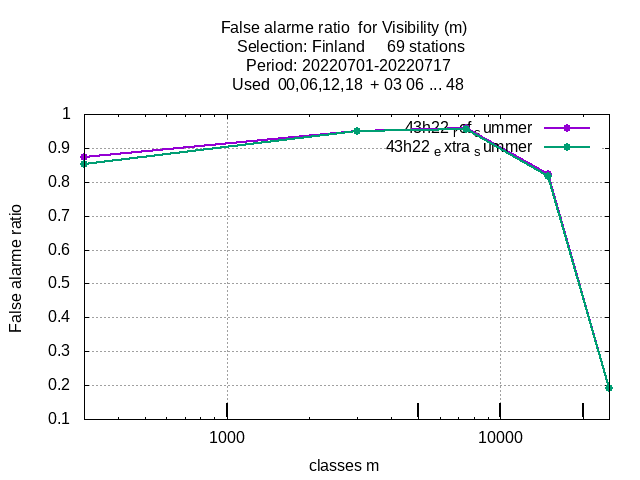 False alarme ratio  for Visibility (m)
Selection: Finland     69 stations
Period: 20220701-20220717
Used  00,06,12,18  + 03 06 ... 48
1
0.9
0.8
0.7
0.6
0.5
0.4
0.3
0.2
0.1
False alarme ratio
43h22_ref_summer
43h22_extra_summer
1000
10000
classes m